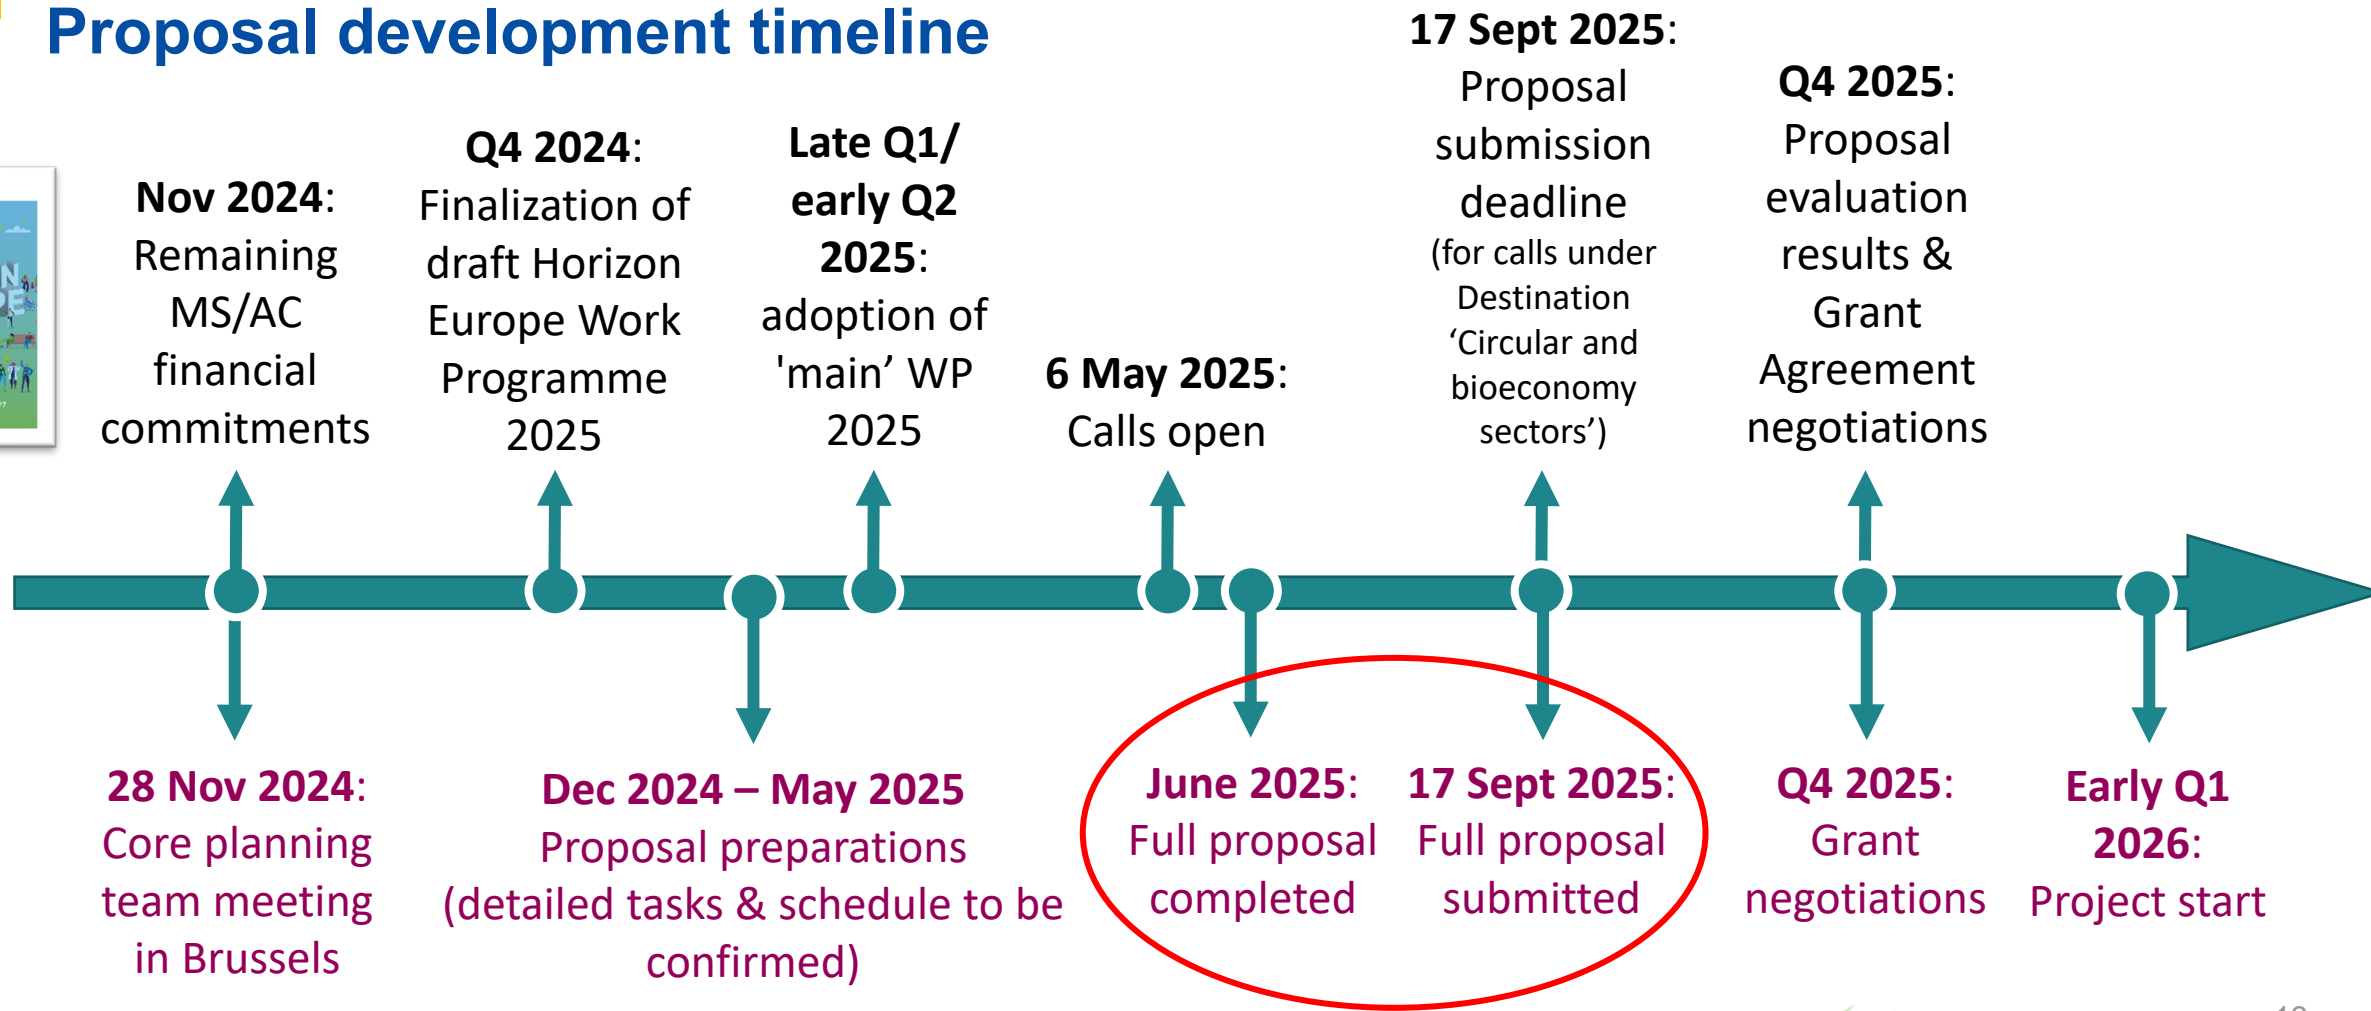 Proposal development timeline
Nov 2024:
Remaining
MS/AC
financial
commitments
Q4 2024:
Finalization of
draft Horizon
Europe Work
Programme
2025
Late Q1/
early Q2
2025:
adoption of
'main’ WP
2025
6 May 2025:
Calls open
17 Sept 2025:
Proposal
submission
deadline
(for calls under
Destination
‘Circular and
bioeconomy
sectors’)
Q4 2025:
Proposal
evaluation
results &
Grant
Agreement
negotiations
28 Nov 2024:
Core planning
team meeting
in Brussels
Dec 2024 – May 2025
Proposal preparations
(detailed tasks & schedule to be
confirmed)
June 2025:
Full proposal
completed
17 Sept 2025:
Full proposal
submitted
Q4 2025:
Grant
negotiations
Early Q1
2026:
Project start